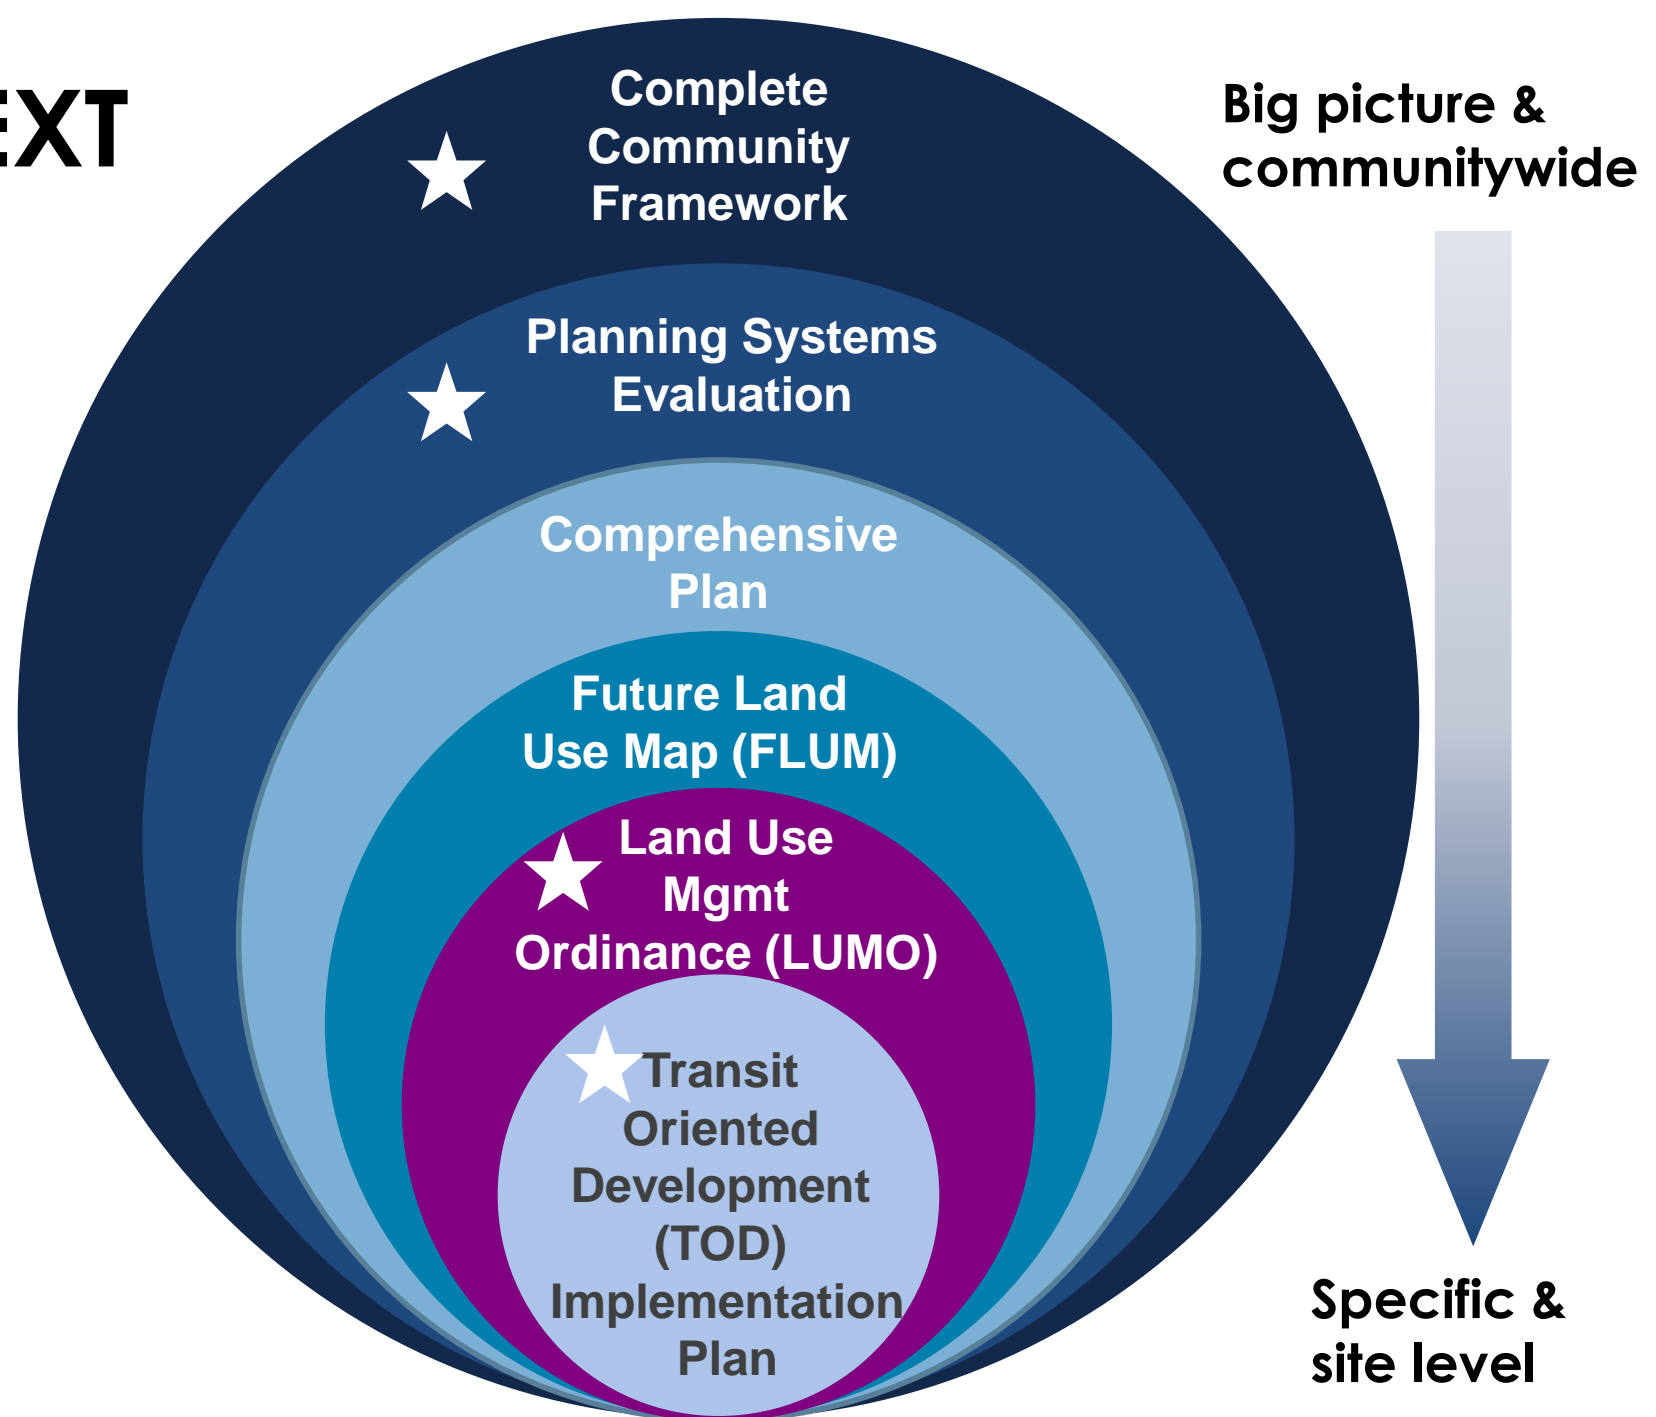 EXT
Complete
Community
Framework
Big picture &
communitywide
Planning Systems
Evaluation
Comprehensive
Plan
Future Land
Use Map (FLUM)
Land Use
Mgmt
Ordinance (LUMO)
Transit
Oriented
Development
(TOD)
Implementation
Plan
Specific &
site level